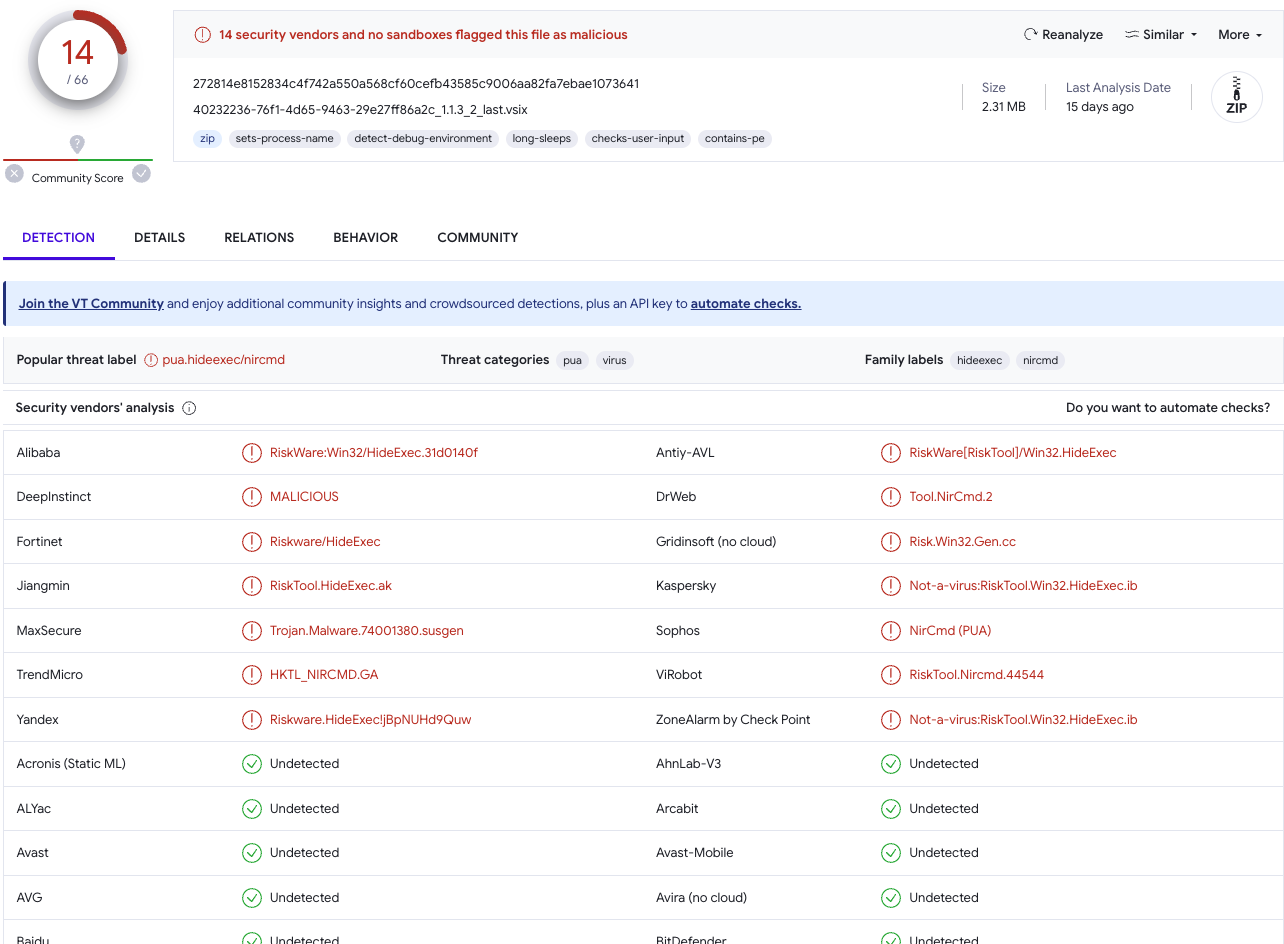 14
/ 66
Community Score
14 security vendors and no sandboxes flagged this file as malicious
Reanalyze
Similar
More
272814e8152834c4f742a550a568cf60cefb43585c9006aa82fa7ebae1073641
40232236-76f1-4d65-9463-29e27ff86a2c_1.1.3_2_last.vsix
zip sets-process-name detect-debug-environment long-sleeps checks-user-input contains-pe
Size
2.31 MB
Last Analysis Date
15 days ago
ZIP
DETECTION DETAILS RELATIONS BEHAVIOR COMMUNITY
Join the VT Community and enjoy additional community insights and crowdsourced detections, plus an API key to automate checks.
Popular threat label pua.hideexec/nircmd Threat categories pua virus Family labels hideexec nircmd
Security vendors' analysis Do you want to automate checks?
Alibaba RiskWare:Win32/HideExec.31d0140f Antiy-AVL RiskWare[RiskTool]/Win32.HideExec
DeepInstinct MALICIOUS DrWeb Tool.NirCmd.2
Fortinet Riskware/HideExec Gridinsoft (no cloud) Risk.Win32.Gen.cc
Jiangmin RiskTool.HideExec.ak Kaspersky Not-a-virus:RiskTool.Win32.HideExec.ib
MaxSecure Trojan.Malware.74001380.susgen Sophos NirCmd (PUA)
TrendMicro HKTL_NIRCMD.GA ViRobot RiskTool.Nircmd.44544
Yandex Riskware.HideExec!jBpNUHd9Quw ZoneAlarm by Check Point Not-a-virus:RiskTool.Win32.HideExec.ib
Acronis (Static ML) Undetected AhnLab-V3 Undetected
ALYac Undetected Arcabit Undetected
Avast Undetected Avast-Mobile Undetected
AVG Undetected Avira (no cloud) Undetected
Baidu Undetected BitDefender Undetected